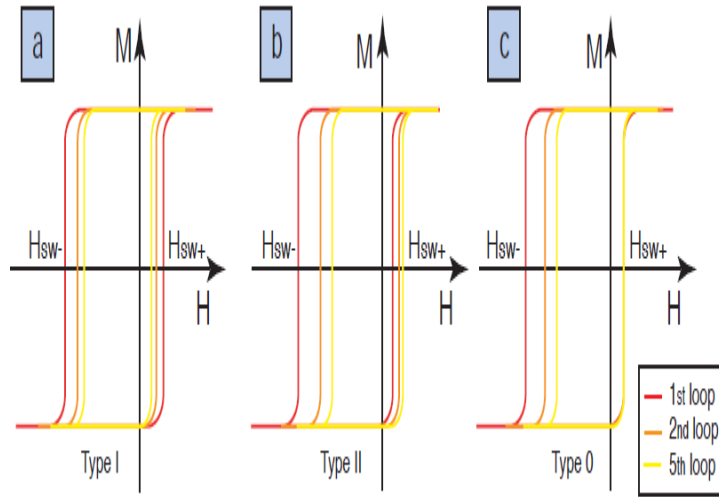 a
M
Hsw-
Hsw+
H
Type I
b
M
Hsw-
Hsw+
H
Type II
c
M
Hsw-
Hsw+
H
Type 0
1st loop
2nd loop
5th loop